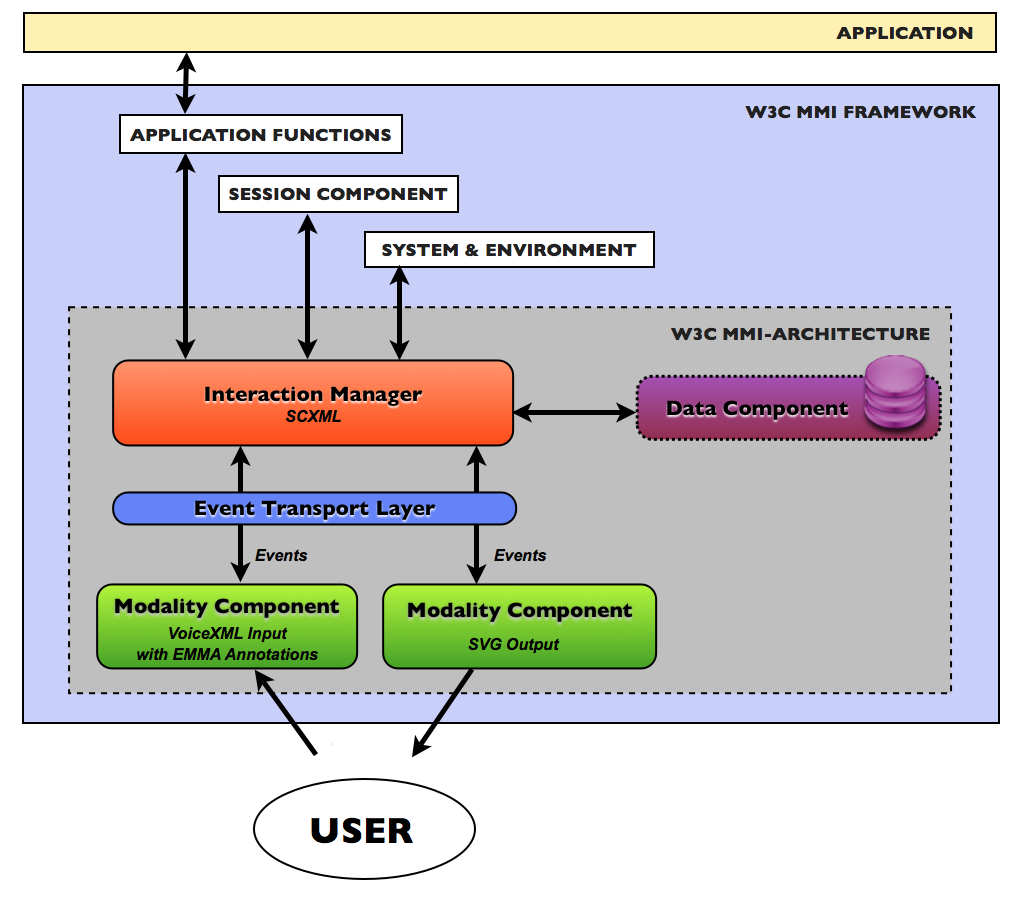 APPLICATION
W3C MMI FRAMEWORK
APPLICATION FUNCTIONS
SESSION COMPONENT
SYSTEM & ENVIRONMENT
W3C MMI-ARCHITECTURE
Interaction Manager
SCXML
Data Component
Event Transport Layer
Events
Events
Modality Component
VoiceXML Input
with EMMA Annotations
Modality Component
SVG Output
USER